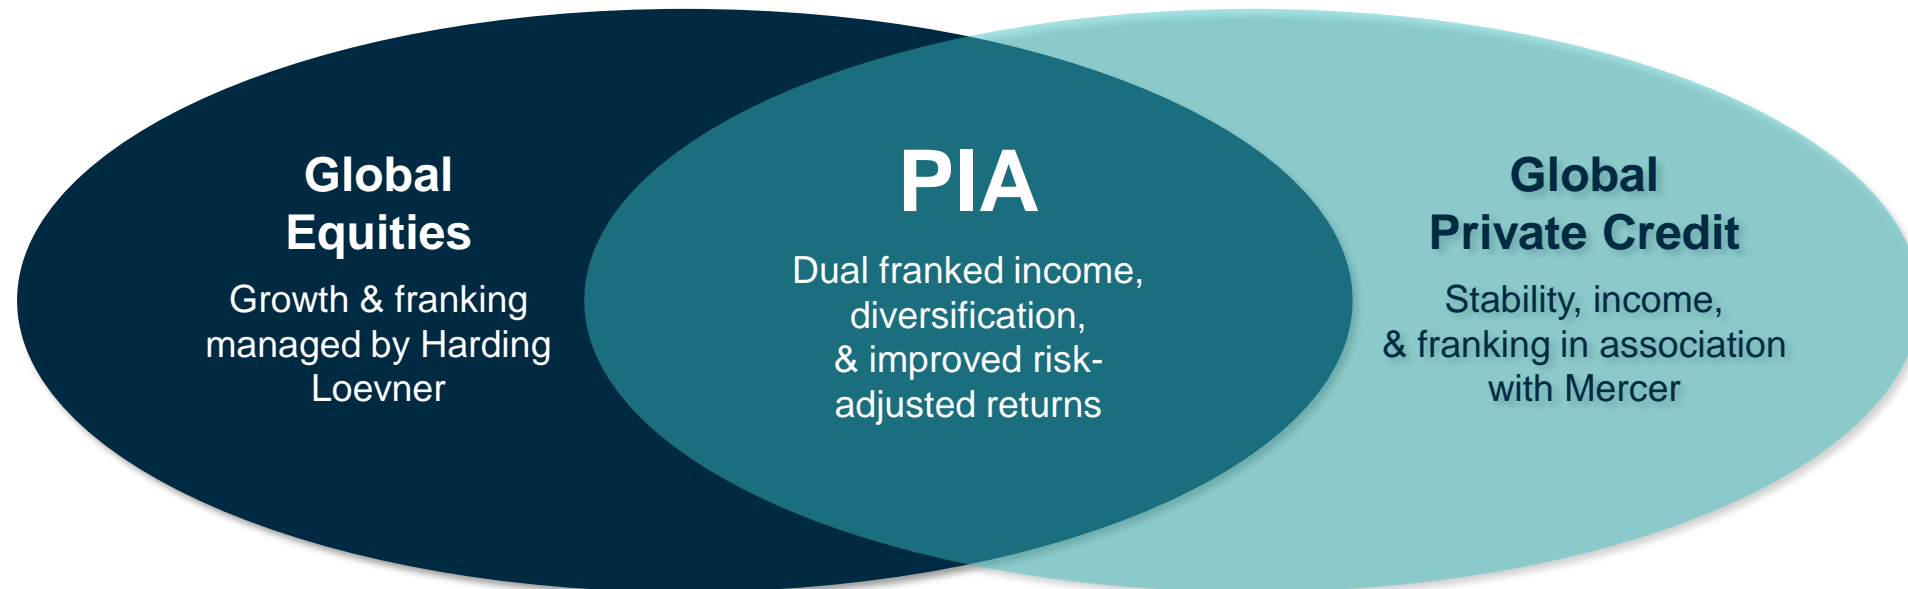 Global
Equities
Growth & franking
managed by Harding
Loevner
PIA
Dual franked income,
diversification,
& improved risk-
adjusted returns
Global
Private Credit
Stability, income,
& franking in association
with Mercer